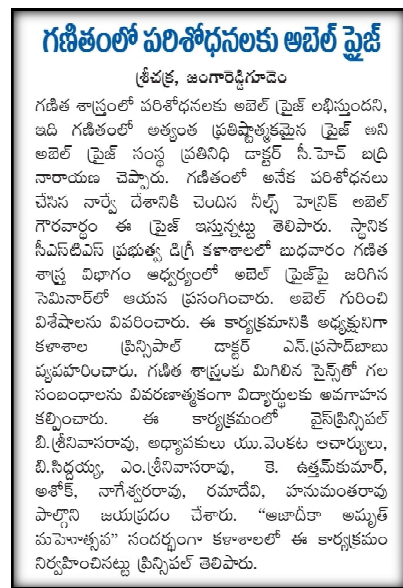 గణితంలో పరిశోధనలకు అబెల్ ప్రైజ్
శ్రీచక్ర, జంగారెడ్డిగూడెం
గణిత శాస్త్రంలో పరిశోధనలకు అబెల్ ప్రైజ్ లభిస్తుందని,
ఇది గణితంలో అత్యంత ప్రతిష్టాత్మకమైన ప్రైజ్ అని
అబెల్ ప్రైజ్ సంస్థ ప్రతినిధి డాక్టర్ సీ.హెచ్ బద్రి
నారాయణ చెప్పారు. గణితంలో అనేక పరిశోధనలు
చేసిన నార్వే దేశానికి చెందిన నీల్స్ హెన్రిక్ అబెల్
గౌరవార్ధం ఈ ప్రైజ్ ఇస్తున్నట్టు తెలిపారు. స్థానిక
సీఎస్‌టిఎస్ ప్రభుత్వ డిగ్రీ కళాశాలలో బుధవారం గణిత
శాస్త్ర విభాగం ఆధ్వర్యంలో అబెల్ ప్రైజ్‌పై జరిగిన
సెమినార్‌లో ఆయన ప్రసంగించారు. అబెల్ గురించి
విశేషాలను వివరించారు. ఈ కార్యక్రమానికి అధ్యక్షునిగా
కళాశాల ప్రిన్సిపాల్ డాక్టర్ ఎన్.ప్రసాద్‌బాబు
వ్యవహరించారు. గణిత శాస్త్రంకు మిగిలిన సైన్స్‌తో గల
సంబంధాలను వివరణాత్మకంగా విద్యార్థులకు అవగాహన
కల్పించారు. ఈ కార్యక్రమంలో వైస్‌ప్రిన్సిపల్
బి.శ్రీనివాసరావు, అధ్యాపకులు యు.వెంకట ఆచార్యులు,
బి.సిద్దయ్య, ఎం.శ్రీనివాసరావు, కె. ఉత్తమ్‌కుమార్,
అశోక్, నాగేశ్వరరావు, రమాదేవి, హనుమంతరావు
పాల్గొని జయప్రదం చేశారు. “ఆజాదీకా అమృత్
మహోత్సవ” సందర్భంగా కళాశాలలో ఈ కార్యక్రమం
నిర్వహించినట్టు ప్రిన్సిపల్ తెలిపారు.